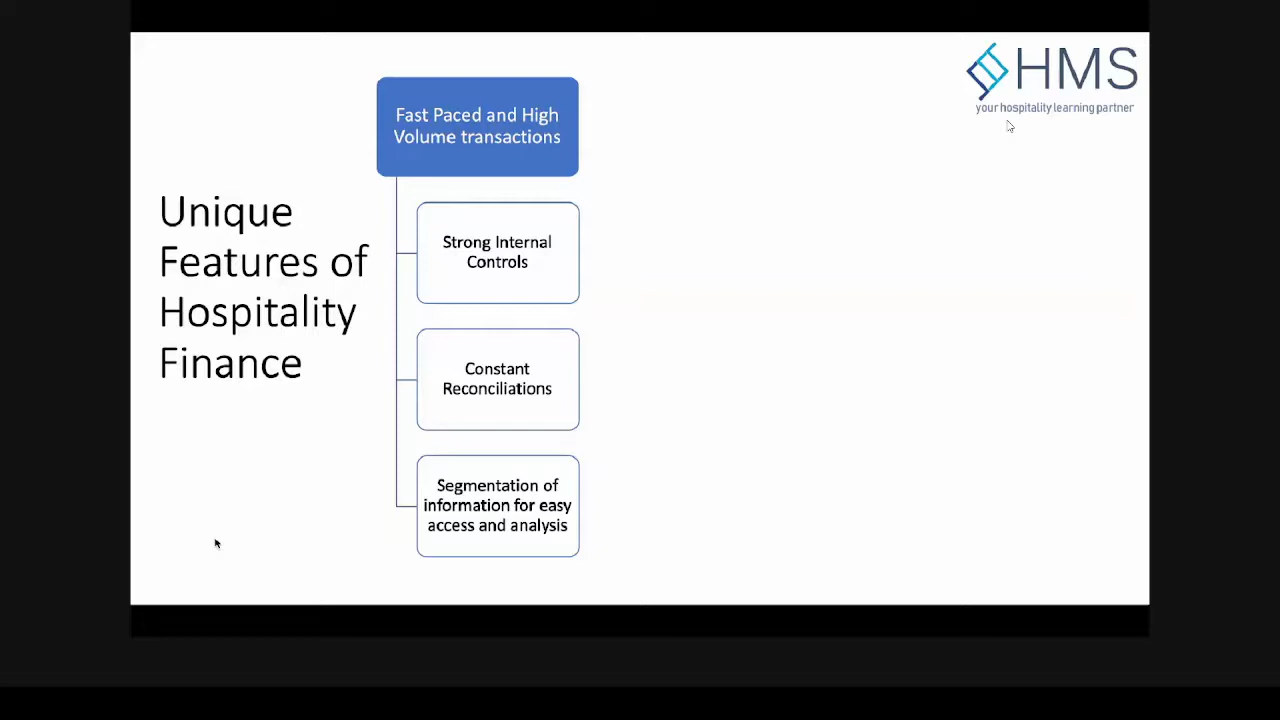 HMS
your hospitality learning partner
Unique
Features of
Hospitality
Finance
Fast Paced and High
Volume transactions
Strong Internal
Controls
Constant
Reconciliations
Segmentation of
information for easy
access and analysis